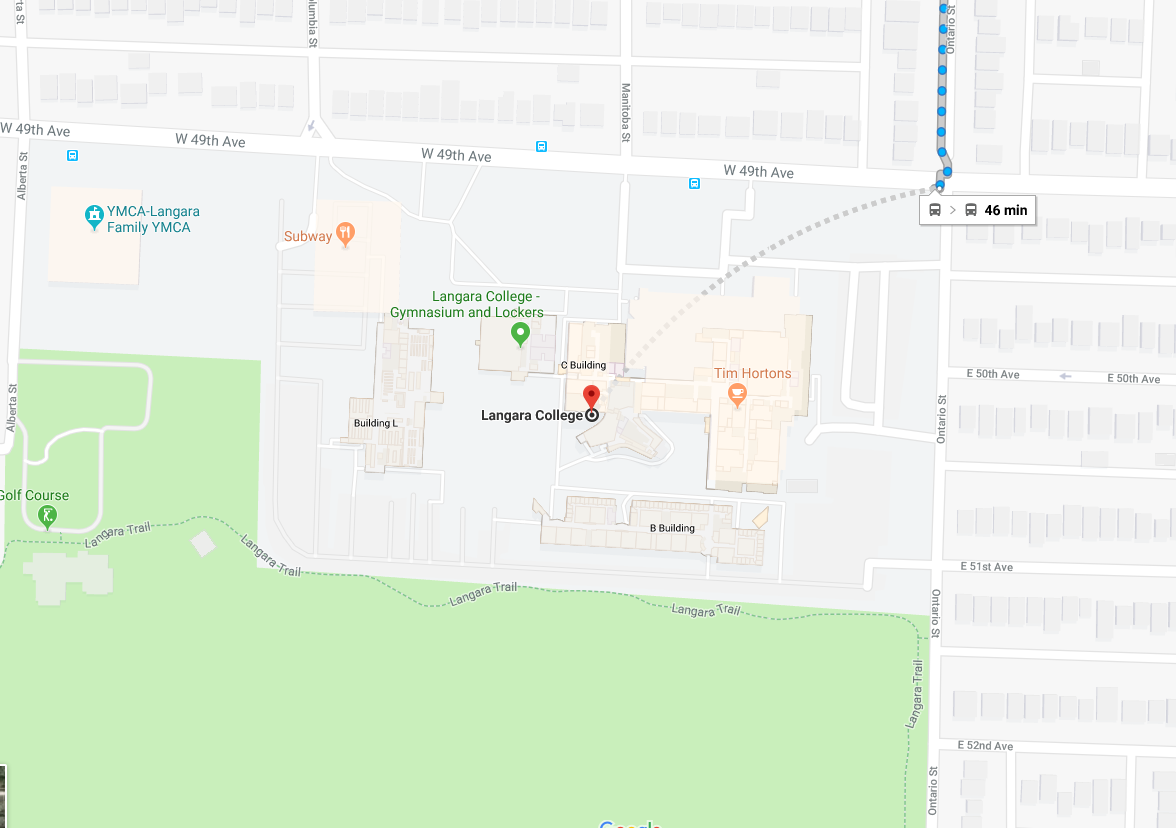 Ontario St
Manitoba St
W 49th Ave
W 49th Ave
W 49th Ave
W 49th Ave
Alberta St
YMCA-Langara
Family YMCA
Subway
46 min
Langara College -
Gymnasium and Lockers
C Building
Tim Hortons
E 50th Ave
E 50th Ave
Langara College
Building L
Alberta St
Ontario St
Golf Course
Langara Trail
Langara Trail
B Building
E 51st Ave
Langara Trail
Langara Trail
Ontario St
Langara Trail
E 52nd Ave
Ontario St
Google